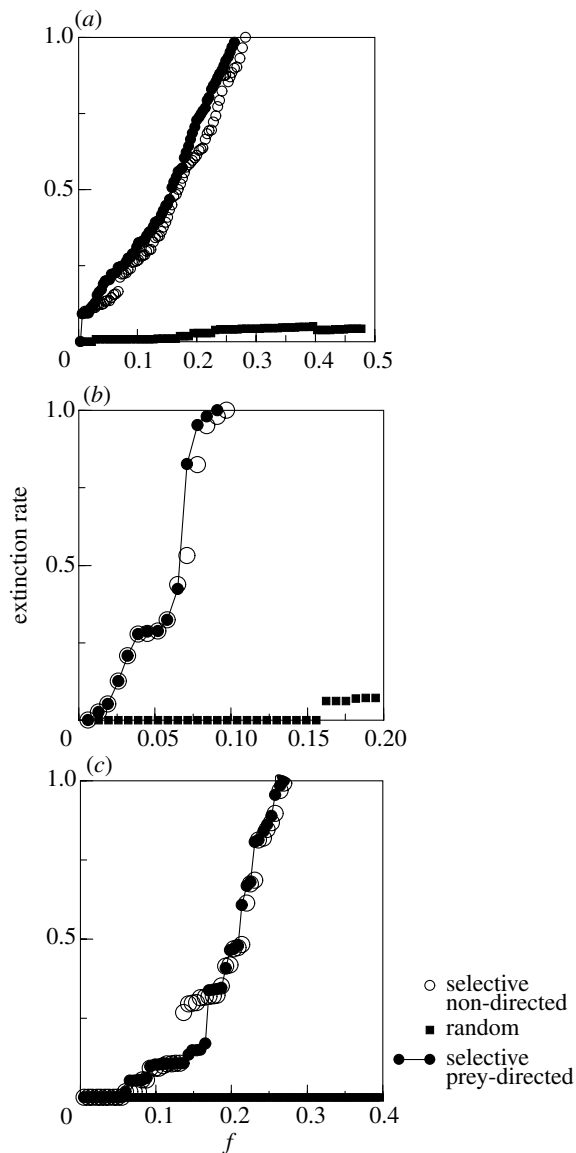 (a)
1.0
0.5
0 0.1 0.2 0.3 0.4 0.5
(b)
1.0
extinction rate
0.5
0 0.05 0.10 0.15 0.20
(c)
1.0
0.5
selective
non-directed
random
selective
prey-directed
0 0.1 0.2 0.3 0.4
f